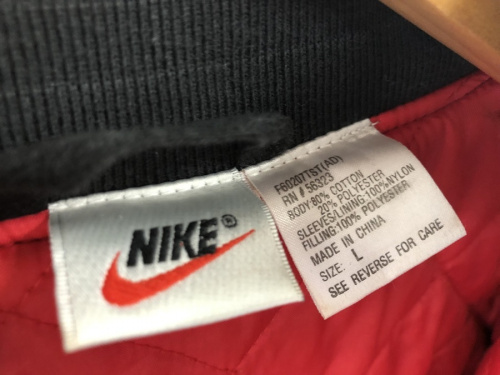 NIKE®
F60207TST(AD)
RN # 56323
BODY:80% COTTON
20% POLYESTER
SLEEVES/LINING:100%NYLON
FILLING:100% POLYESTER
MADE IN CHINA
SIZE: L
SEE REVERSE FOR CARE